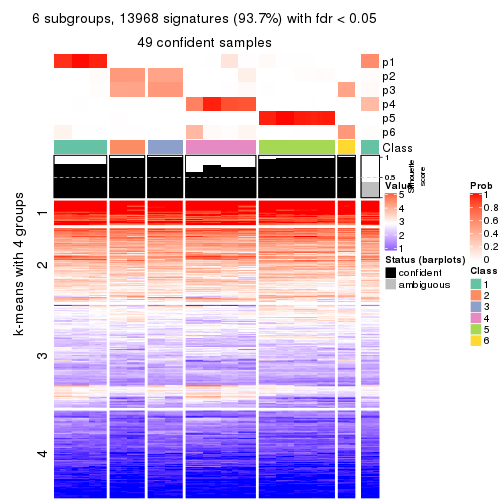 6 subgroups, 13968 signatures (93.7%) with fdr < 0.05
49 confident samples
p1
p2
p3
p4
p5
p6
Class
1
0.5
0
Silhouette
score
k-means with 4 groups
1
2
3
4
Value
5
4
3
2
1
Status (barplots)
confident
ambiguous
Prob
1
0.8
0.6
0.4
0.2
0
Class
1
2
3
4
5
6